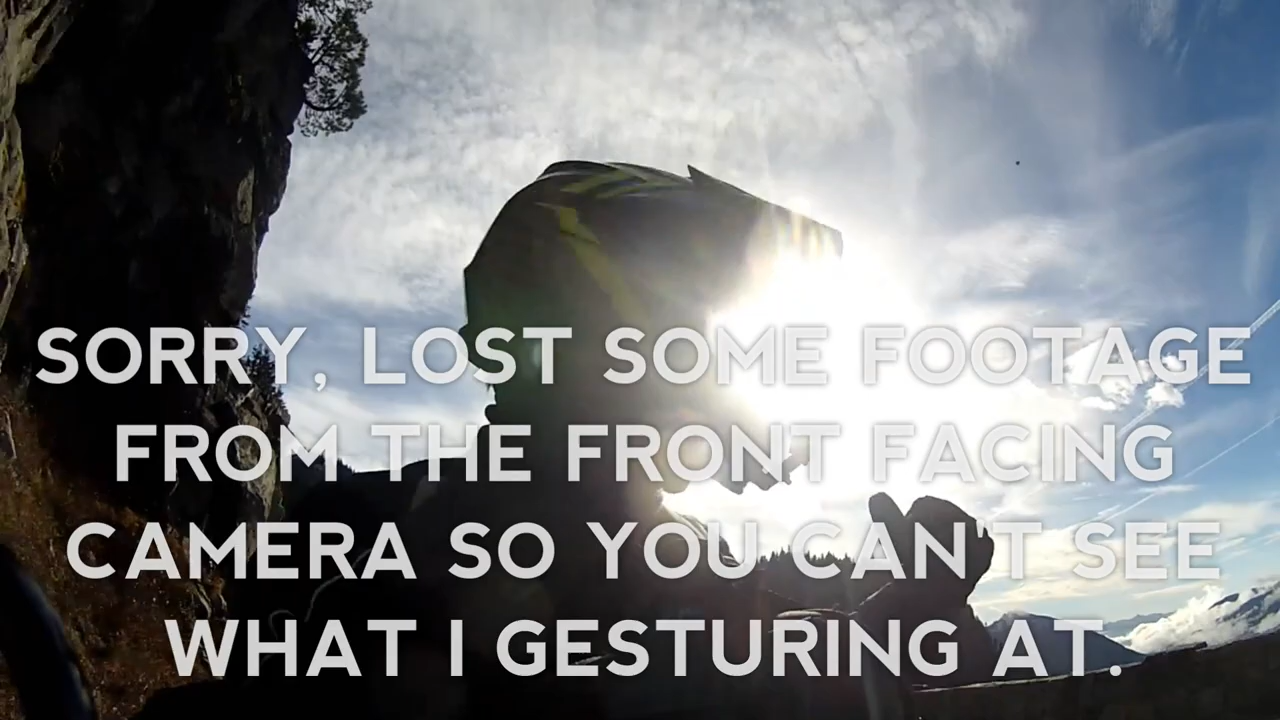 SORRY, LOST SOME FOOTAGE
FROM THE FRONT FACING
CAMERA SO YOU CAN'T SEE
WHAT I GESTURING AT.